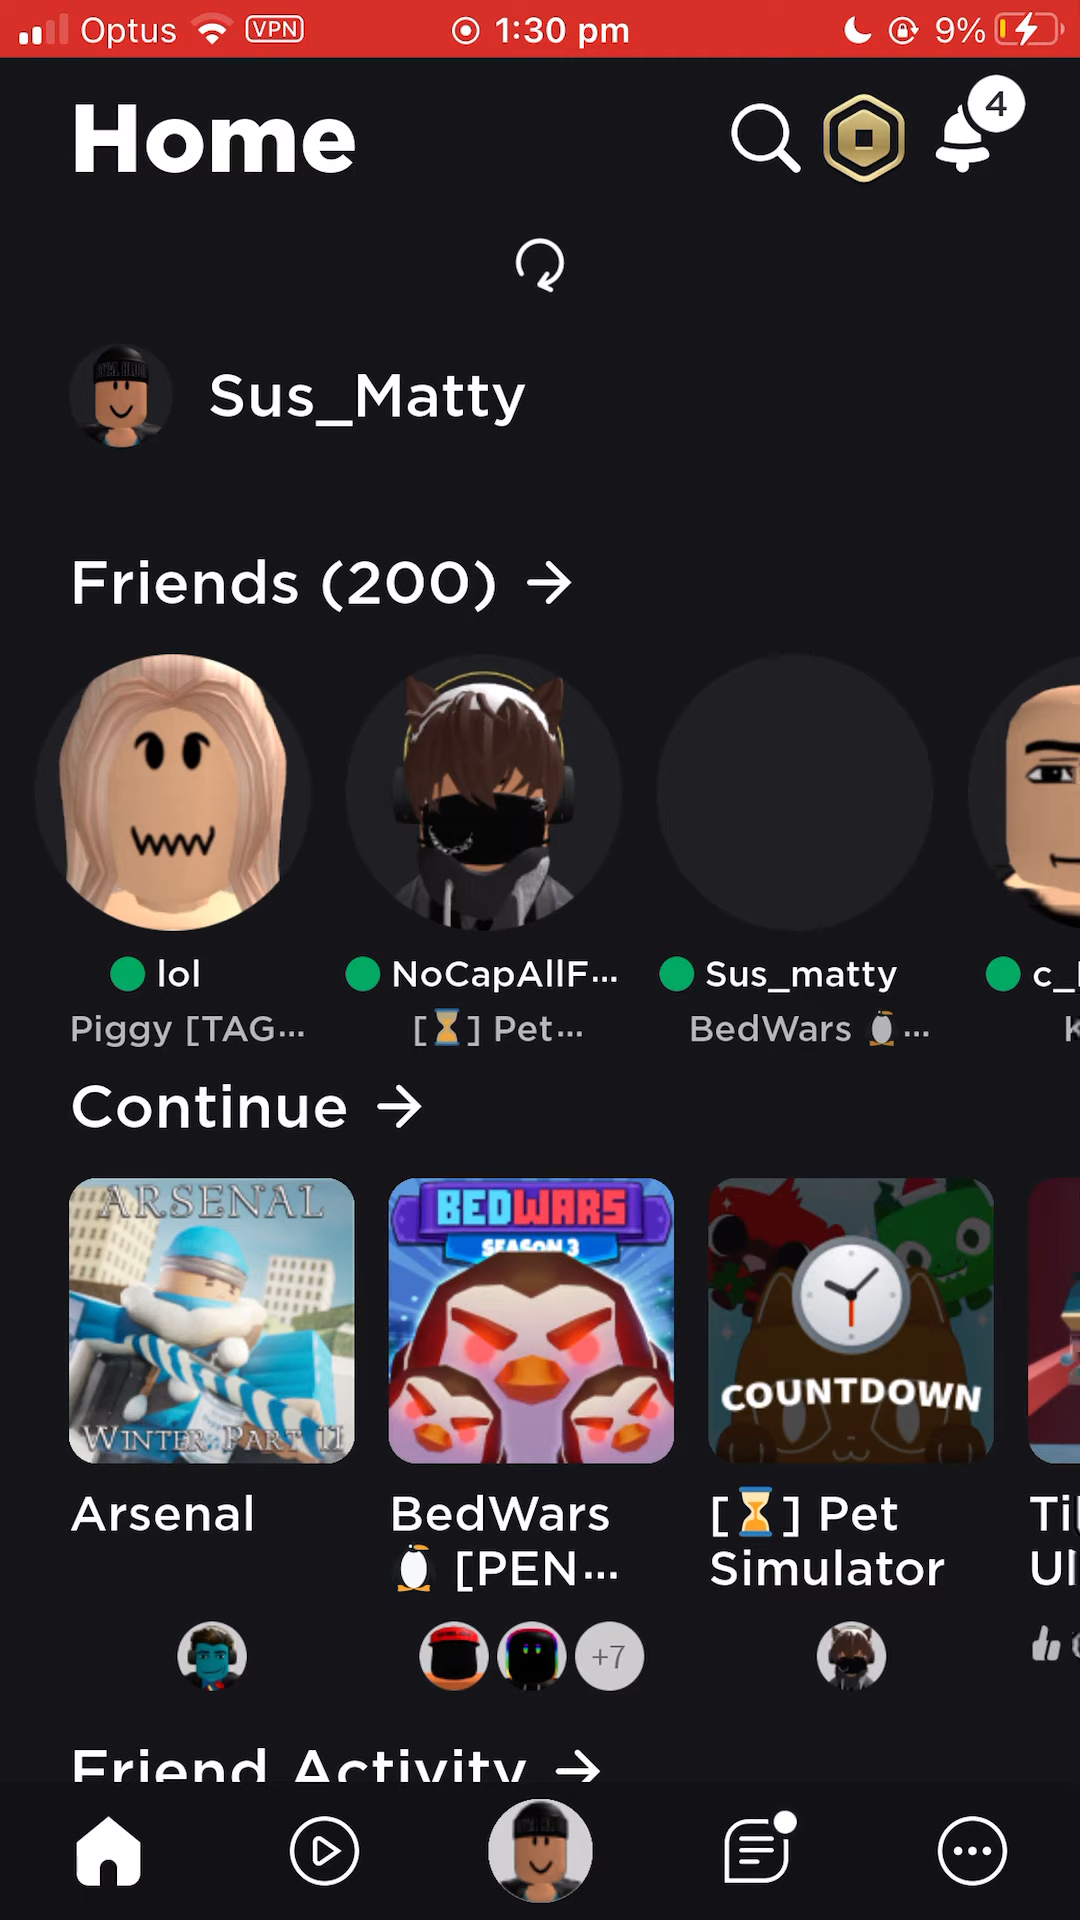 Optus VPN 1:30 pm 9%
Home 4
Sus_Matty
Friends (200) →
lol NoCapAllF... Sus_matty
Piggy [TAG... [⏳] Pet... BedWars 🐧...
Continue →
ARSENAL
WINTER PART II
BEDWARS
SEASON 3
COUNTDOWN
Arsenal
BedWars
🐧 [PEN...
[⏳] Pet
Simulator
+7
Friend Activity →